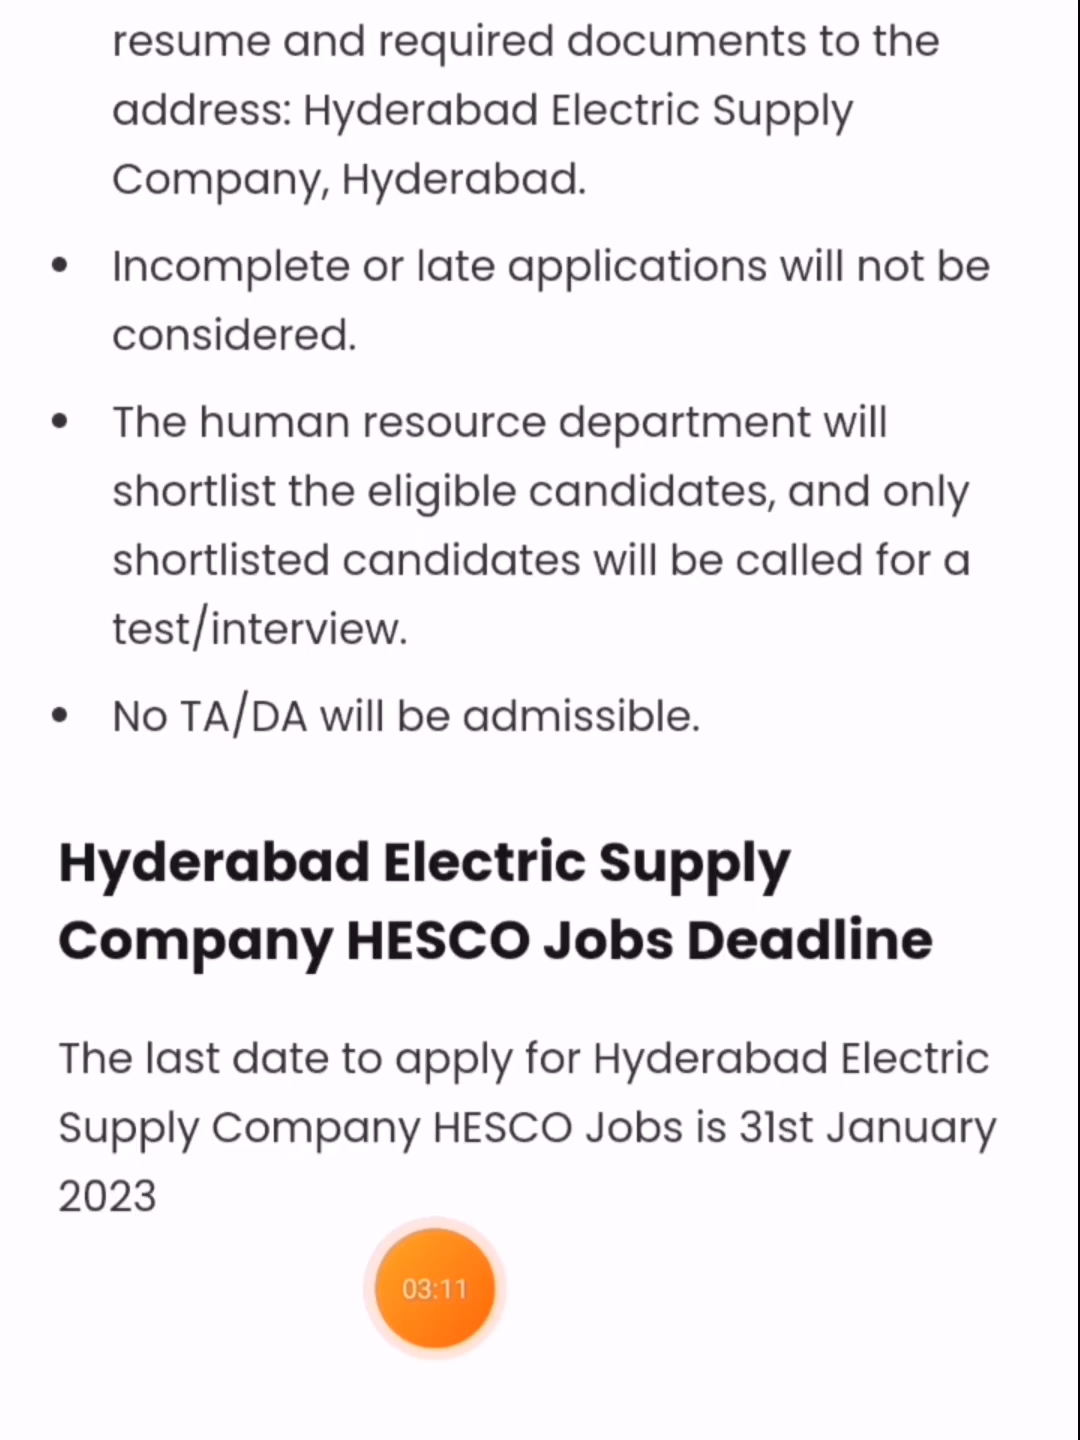 resume and required documents to the
address: Hyderabad Electric Supply
Company, Hyderabad.
• Incomplete or late applications will not be
considered.
• The human resource department will
shortlist the eligible candidates, and only
shortlisted candidates will be called for a
test/interview.
• No TA/DA will be admissible.
Hyderabad Electric Supply
Company HESCO Jobs Deadline
The last date to apply for Hyderabad Electric
Supply Company HESCO Jobs is 31st January
2023
03:11